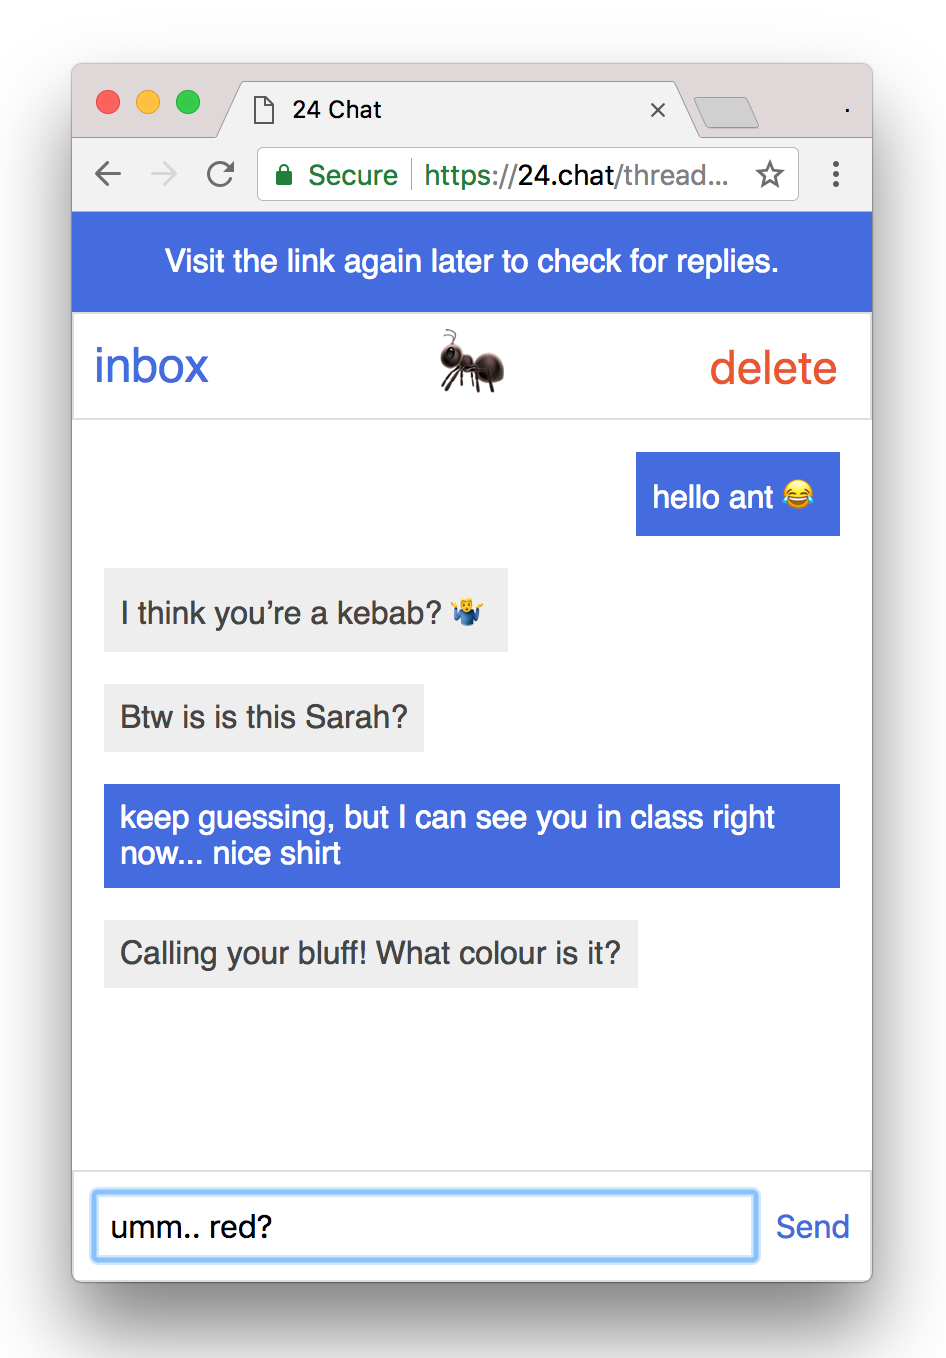 24 Chat
Secure https://24.chat/thread...
Visit the link again later to check for replies.
inbox
delete
hello ant 😂
I think you’re a kebab? 🤷‍♂️
Btw is is this Sarah?
keep guessing, but I can see you in class right
now... nice shirt
Calling your bluff! What colour is it?
umm.. red?
Send